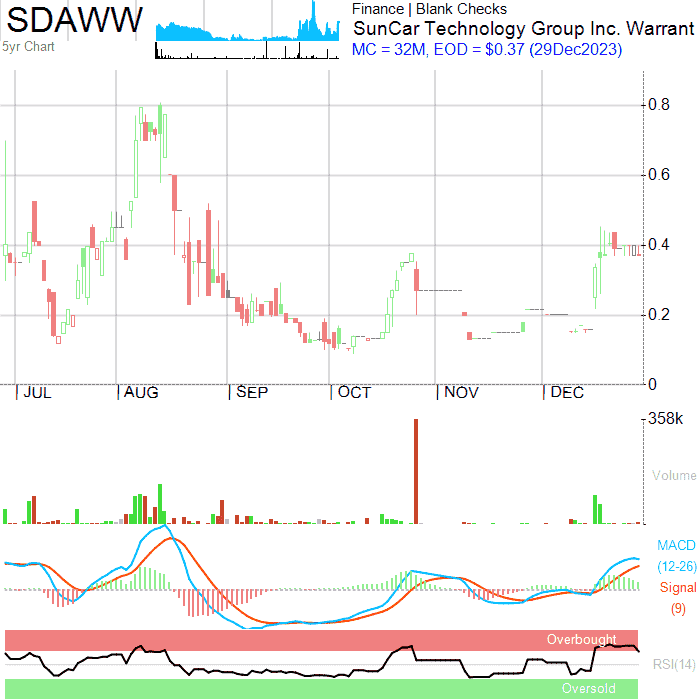 SDAWW
5yr Chart
Finance | Blank Checks
SunCar Technology Group Inc. Warrant
MC = 32M, EOD = $0.37 (29Dec2023)
0.8
0.6
0.4
0.2
0
JUL
AUG
SEP
OCT
NOV
DEC
358k
Volume
MACD
(12-26)
Signal
(9)
Overbought
RSI(14)
Oversold